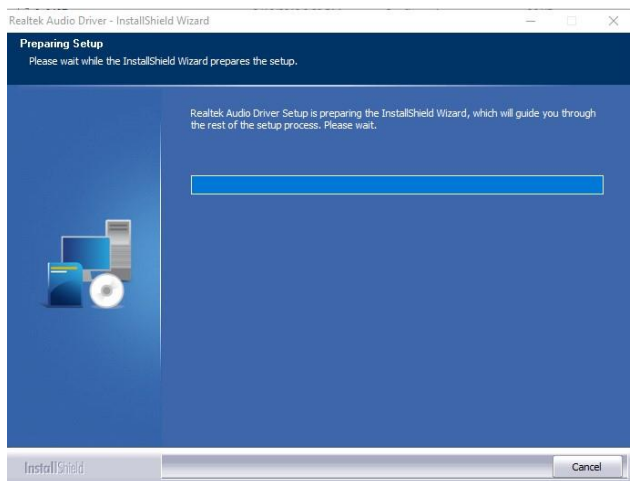 Realtek Audio Driver - InstallShield Wizard
Preparing Setup
Please wait while the InstallShield Wizard prepares the setup.
Realtek Audio Driver Setup is preparing the InstallShield Wizard, which will guide you through
the rest of the setup process. Please wait.
InstallShield
Cancel